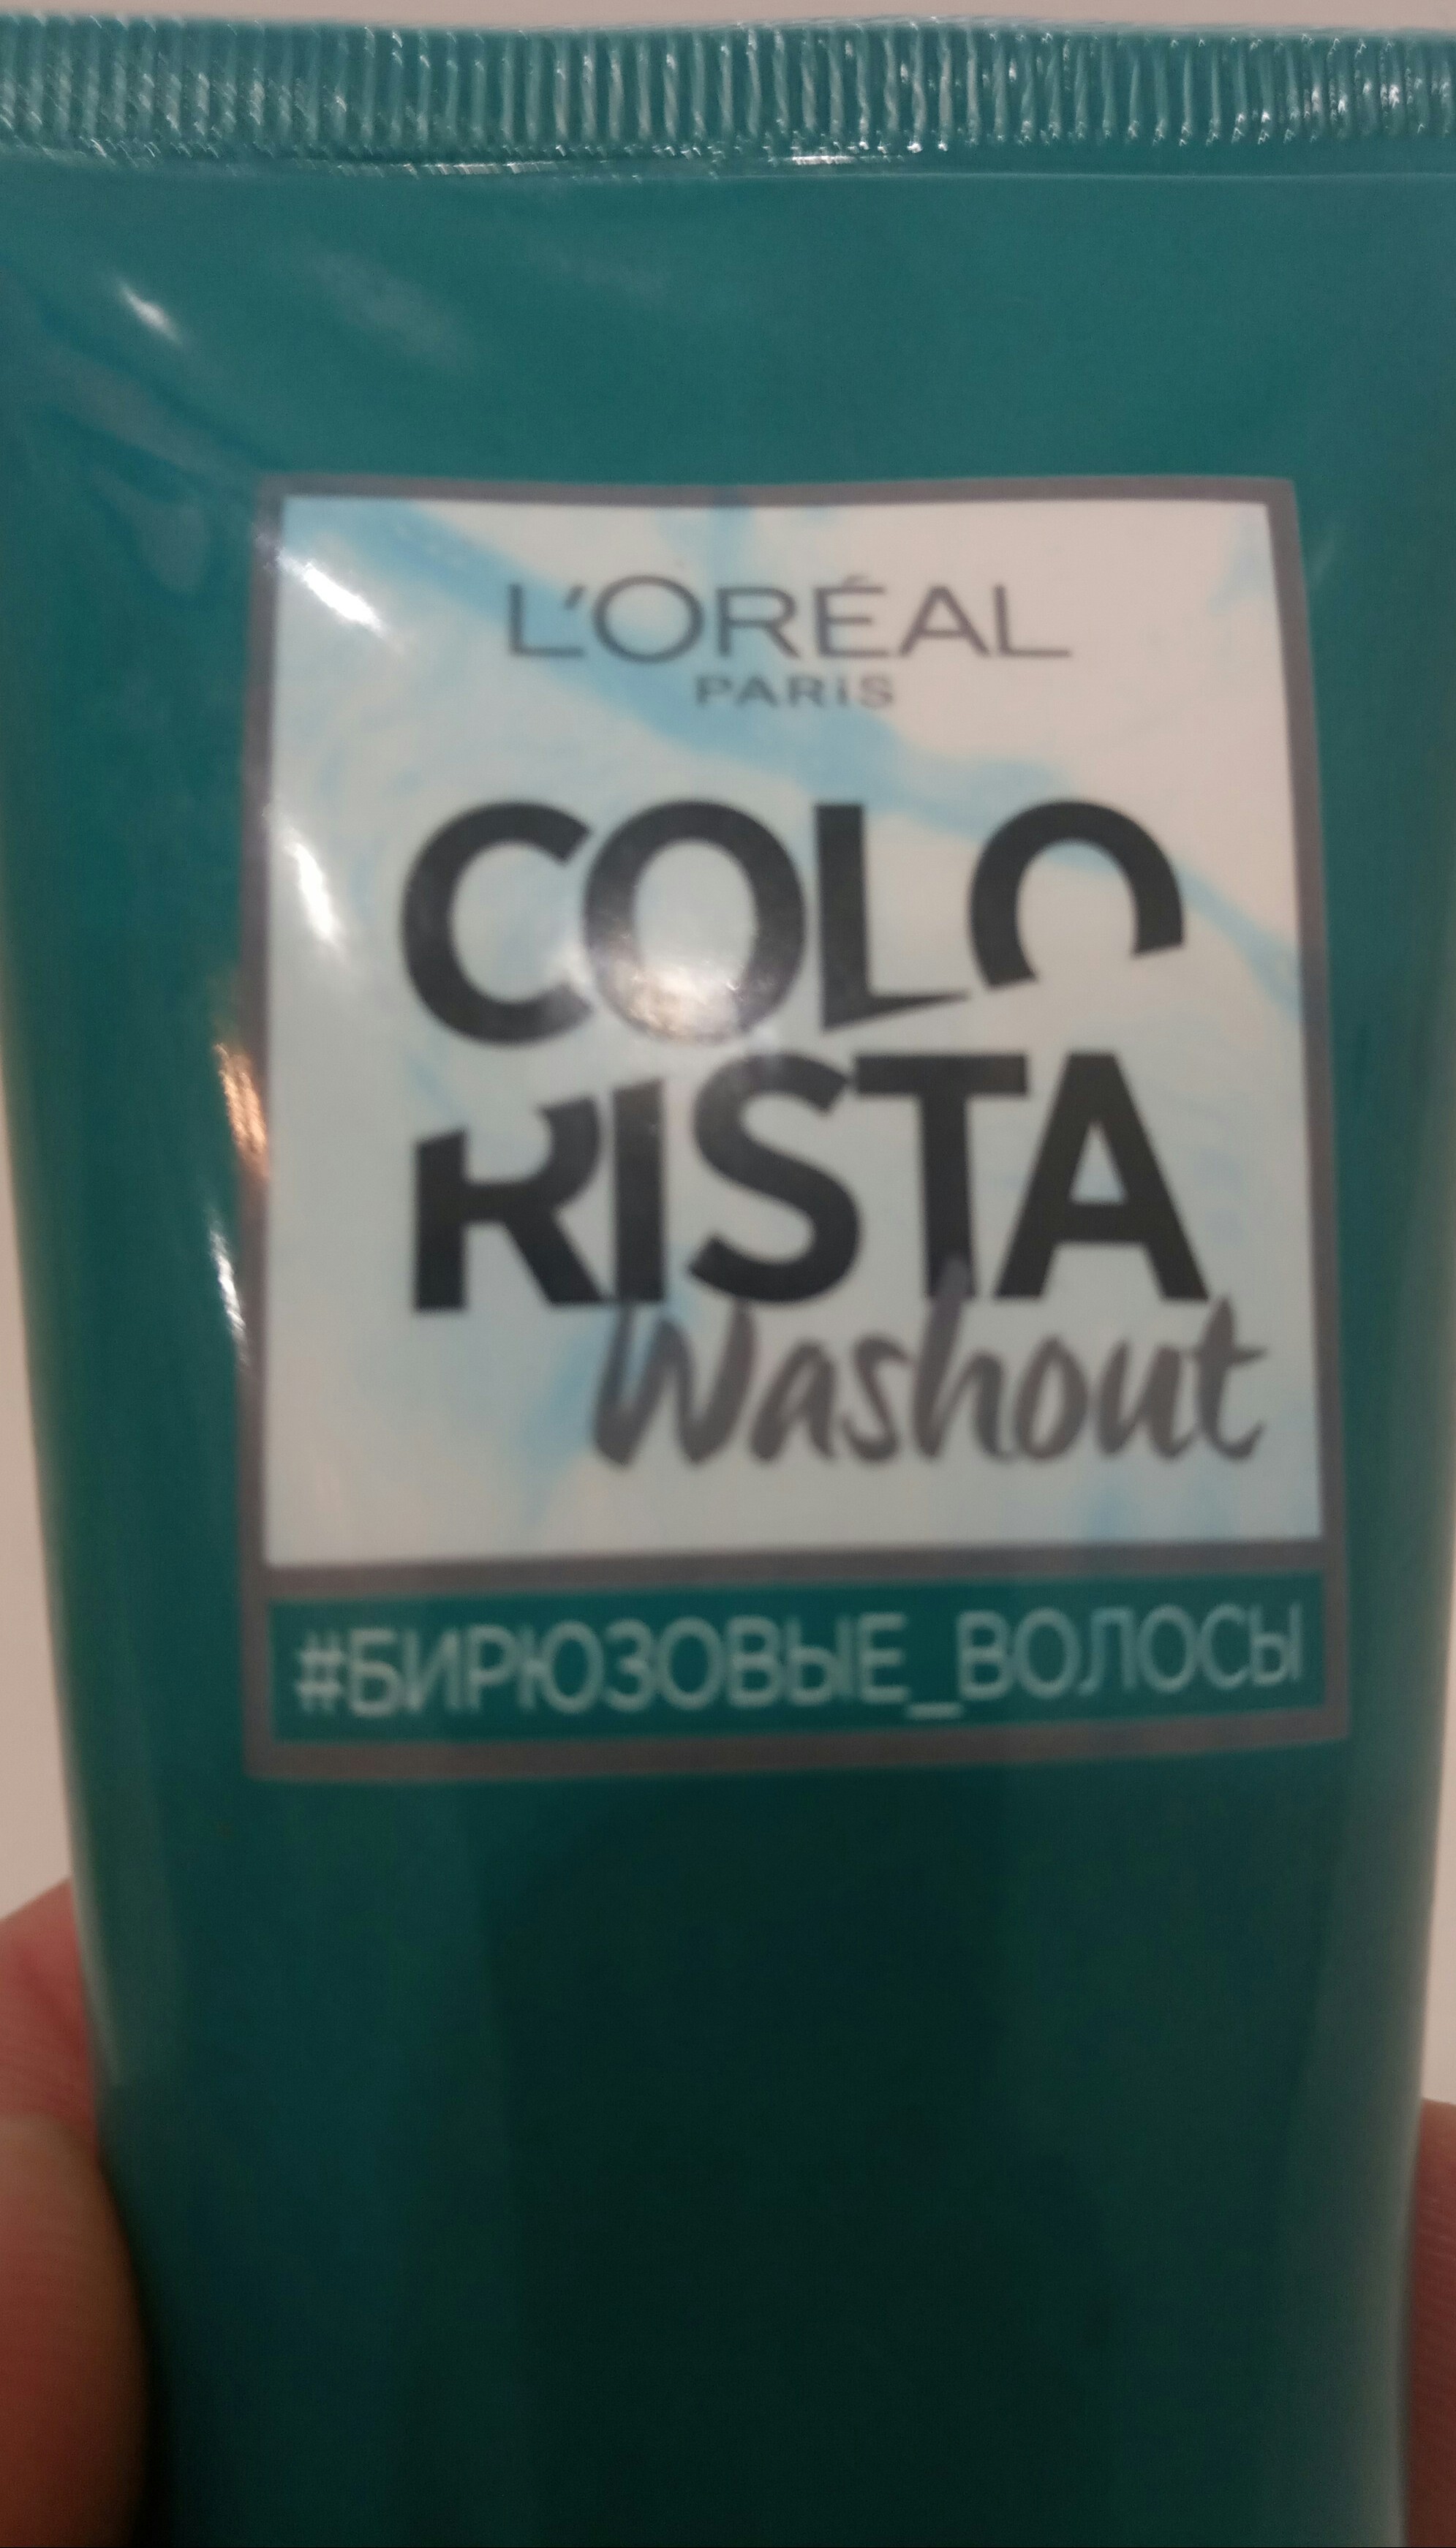 L'ORÉAL
PARIS
COLO
RISTA
Washout
#БИРЮЗОВЫЕ_ВОЛОСЫ